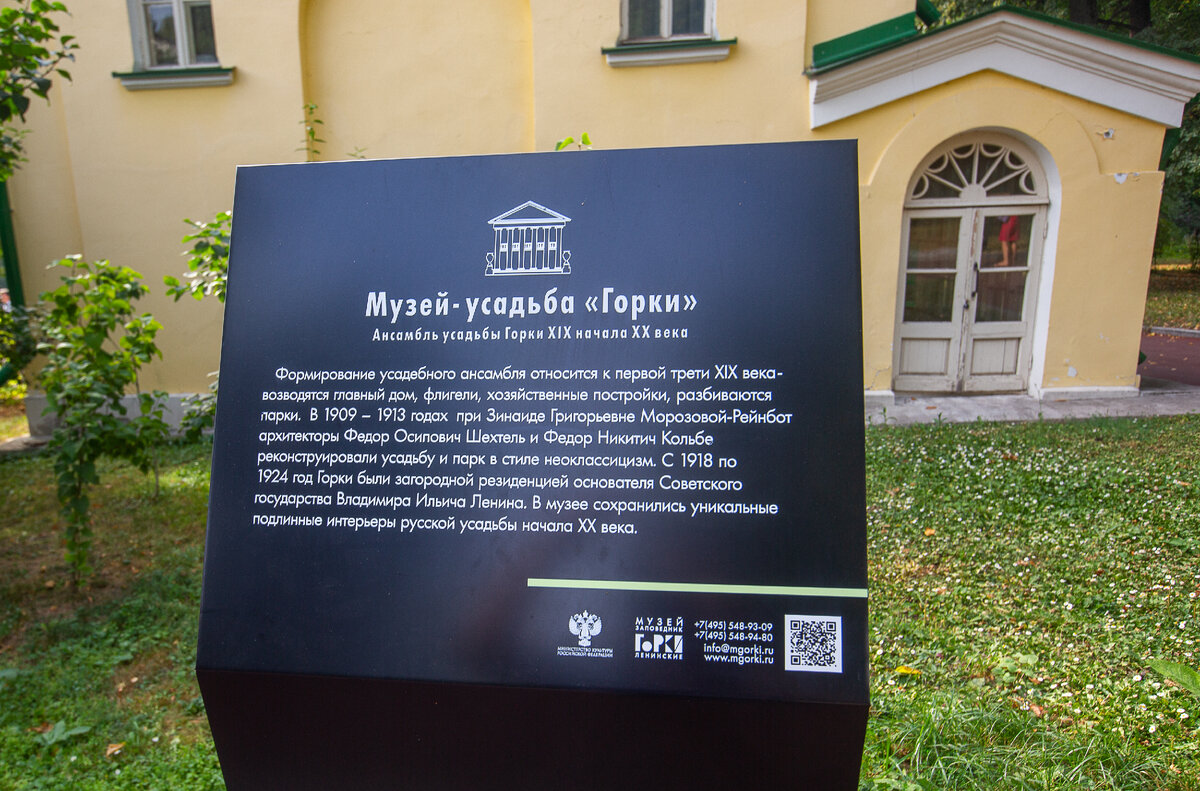 Музей-усадьба «Горки»
Ансамбль усадьбы Горки XIX начала XX века
Формирование усадебного ансамбля относится к первой трети XIX века-
возводятся главный дом, флигели, хозяйственные постройки, разбиваются
парки. В 1909 – 1913 годах при Зинаиде Григорьевне Морозовой-Рейнбот
архитекторы Федор Осипович Шехтель и Федор Никитич Кольбе
реконструировали усадьбу и парк в стиле неоклассицизм. С 1918 по
1924 год Горки были загородной резиденцией основателя Советского
государства Владимира Ильича Ленина. В музее сохранились уникальные
подлинные интерьеры русской усадьбы начала XX века.
МИНИСТЕРСТВО КУЛЬТУРЫ
РОССИЙСКОЙ ФЕДЕРАЦИИ
МУЗЕЙ
ЗАПОВЕДНИК
ГОРКИ
ЛЕНИНСКИЕ
+7(495) 548-93-09
+7(495) 548-94-80
info@mgorki.ru
www.mgorki.ru